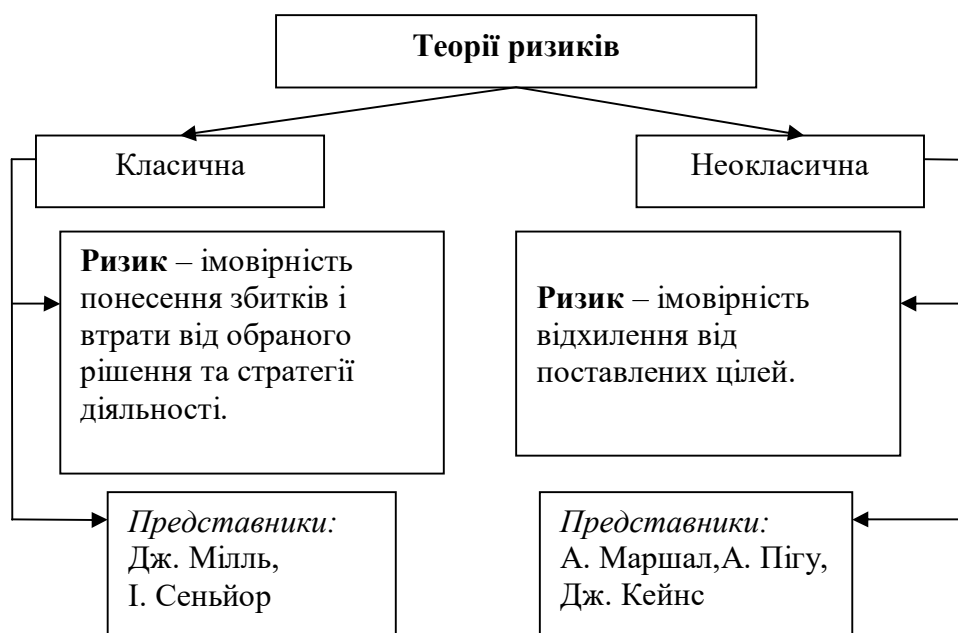 Теорії ризиків
Класична
Неокласична
Ризик – імовірність
понесення збитків і
втрати від обраного
рішення та стратегії
діяльності.
Ризик – імовірність
відхилення від
поставлених цілей.
Представники:
Дж. Мілль,
І. Сеньйор
Представники:
А. Маршал,А. Пігу,
Дж. Кейнс